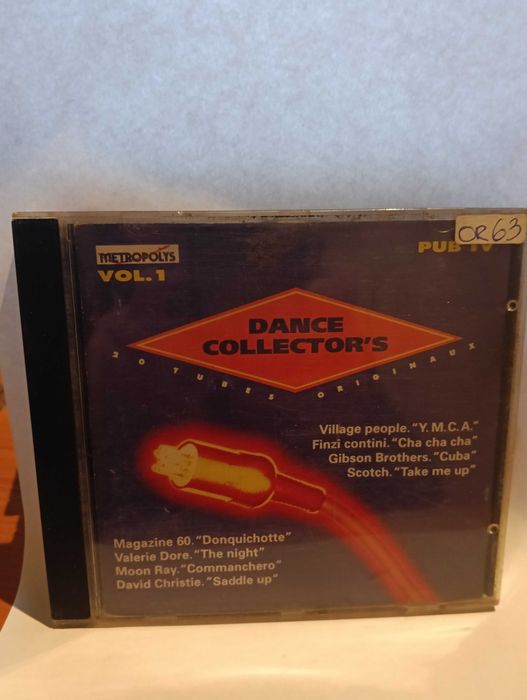 METROPOLYS
VOL.1
OR63
PUB TV
DANCE
COLLECTOR'S
20 TUBES ORIGINAUX
Village people."Y.M.C.A."
Finzi contini."Cha cha cha"
Gibson Brothers."Cuba"
Scotch."Take me up"
Magazine 60."Donquichotte"
Valerie Dore."The night"
Moon Ray."Commanchero"
David Christie."Saddle up"